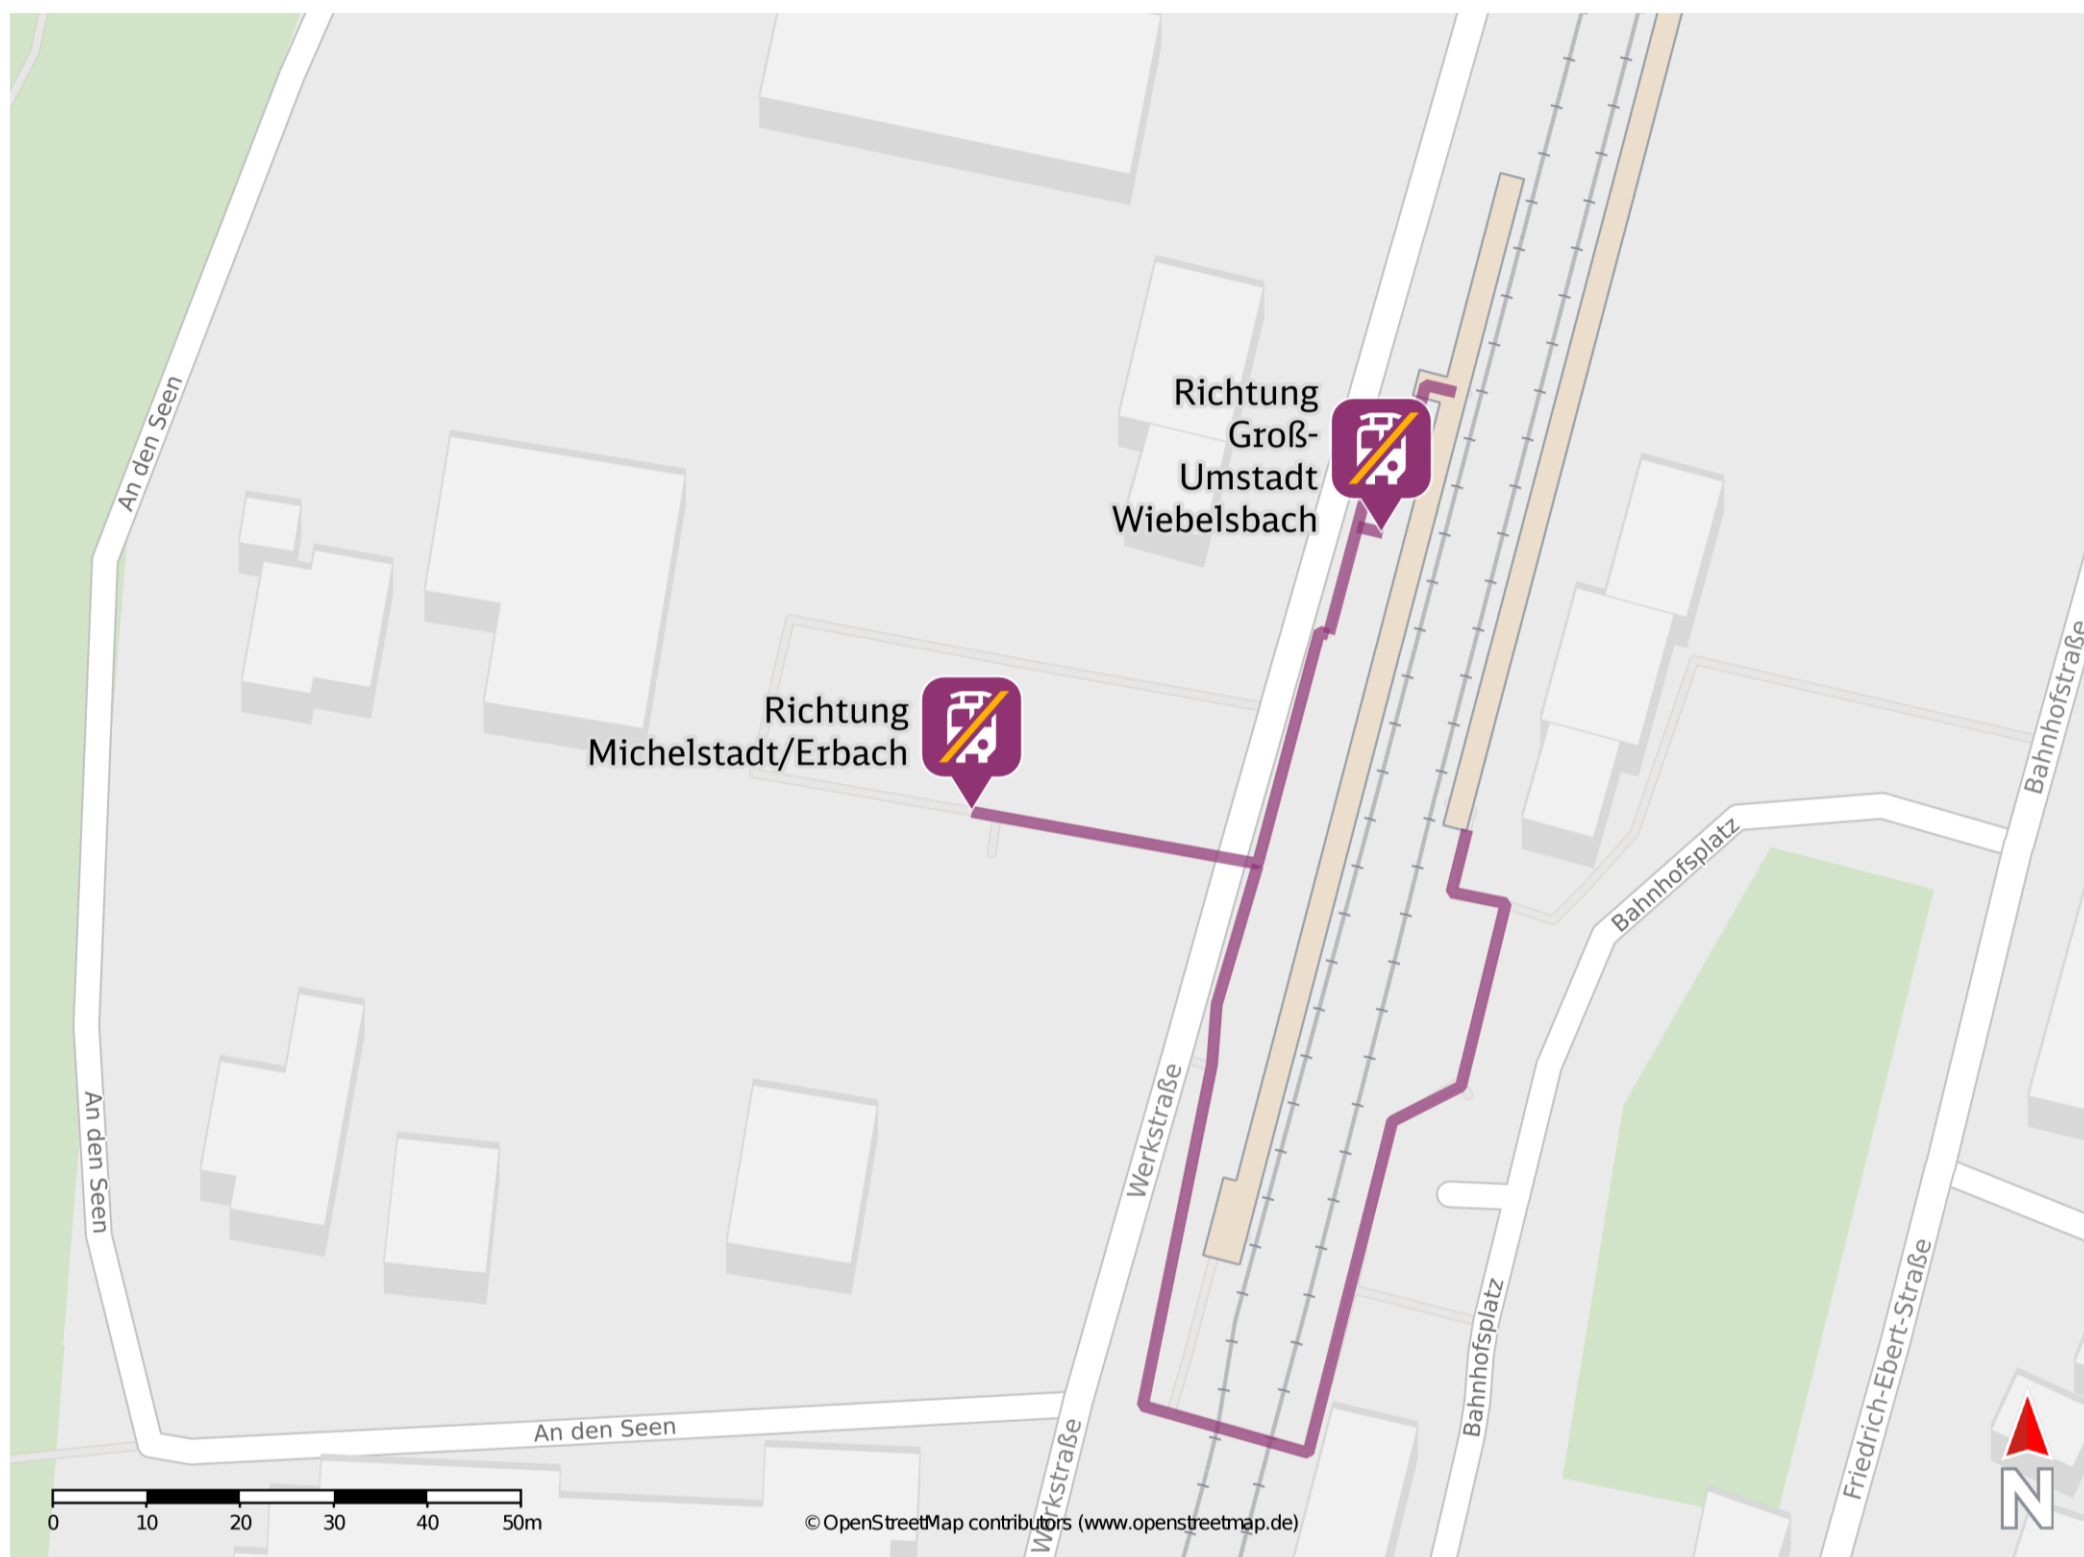 Richtung
Groß-
Umstadt
Wiebelsbach
An den Seen
Richtung
Michelstadt/Erbach
Bahnhofstraße
Bahnhofsplatz
Werkstraße
An den Seen
Bahnhofsplatz
Friedrich-Ebert-Straße
An den Seen
Werkstraße
N
0 10 20 30 40 50m
© OpenStreetMap contributors (www.openstreetmap.de)